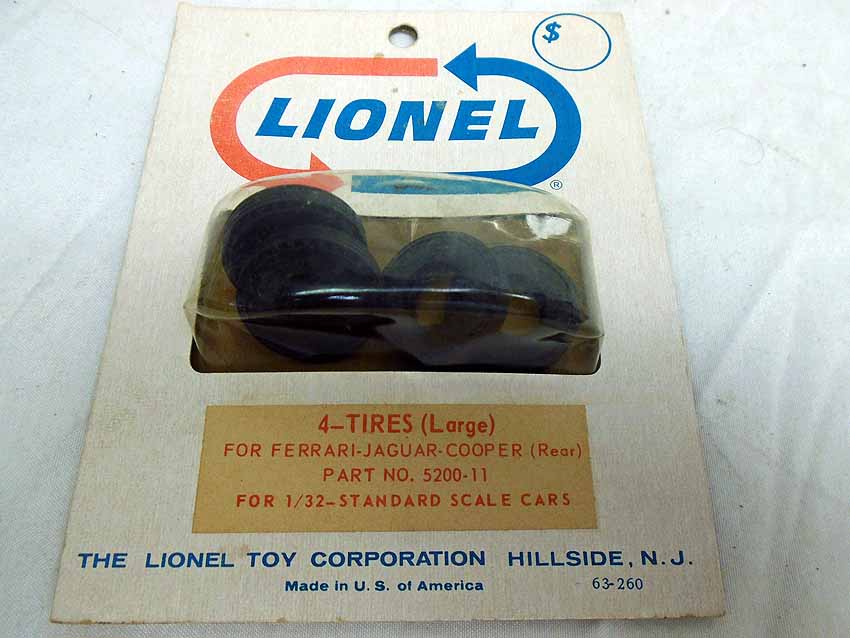 $
LIONEL
®
4-TIRES (Large)
FOR FERRARI-JAGUAR-COOPER (Rear)
PART NO. 5200-11
FOR 1/32-STANDARD SCALE CARS
THE LIONEL TOY CORPORATION HILLSIDE, N.J.
Made in U.S. of America 63-260